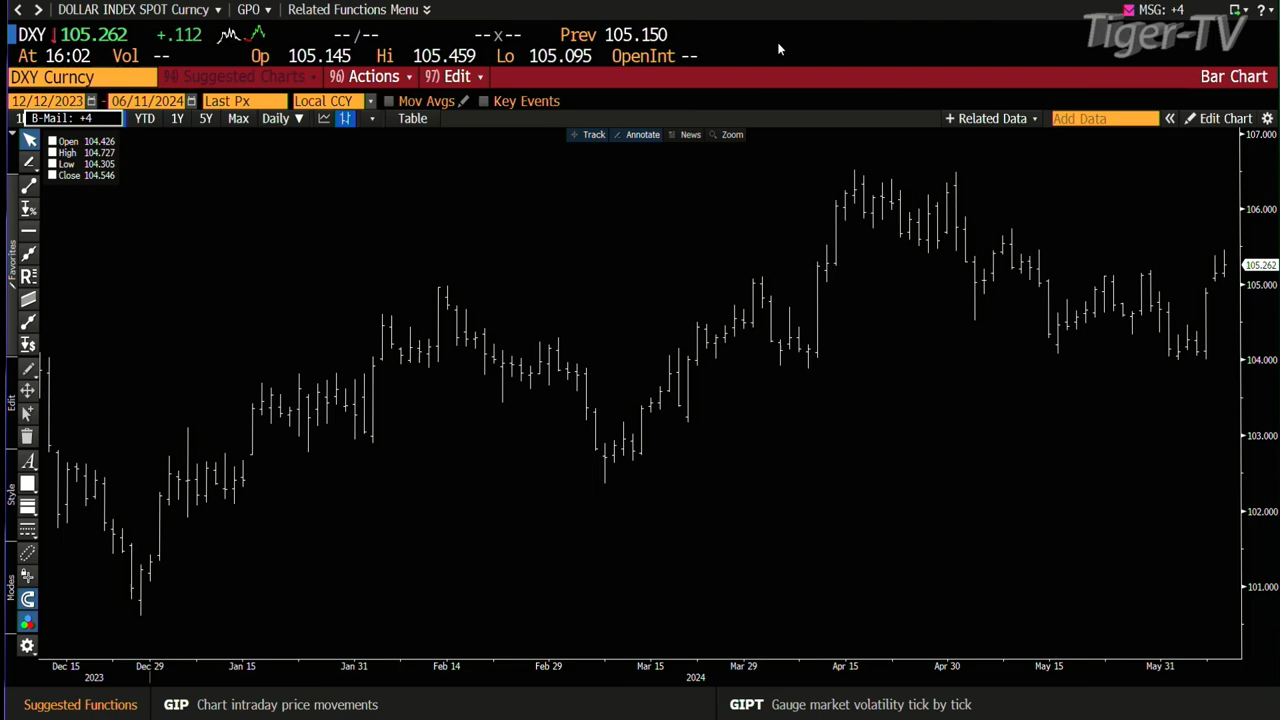 DOLLAR INDEX SPOT Curncy GPO Related Functions Menu MSG: +4
Tiger-TV
DXY 105.262 +.112 -- / -- -- x -- Prev 105.150
At 16:02 Vol -- Op 105.145 Hi 105.459 Lo 105.095 OpenInt --
DXY Curncy 94) Suggested Charts 96) Actions 97) Edit Bar Chart
12/12/2023 - 06/11/2024 Last Px Local CCY Mov Avgs Key Events
B-Mail: +4 YTD 1Y 5Y Max Daily Table + Related Data Add Data Edit Chart
Track Annotate News Zoom
Open 104.426
High 104.727
Low 104.305
Close 104.546
Favorites
Edit
Style
Modes
107.000
106.000
105.262
105.000
104.000
103.000
102.000
101.000
Dec 15 Dec 29 Jan 15 Jan 31 Feb 14 Feb 29 Mar 15 Mar 29 Apr 15 Apr 30 May 15 May 31
2023 2024
Suggested Functions GIP Chart intraday price movements GIPT Gauge market volatility tick by tick